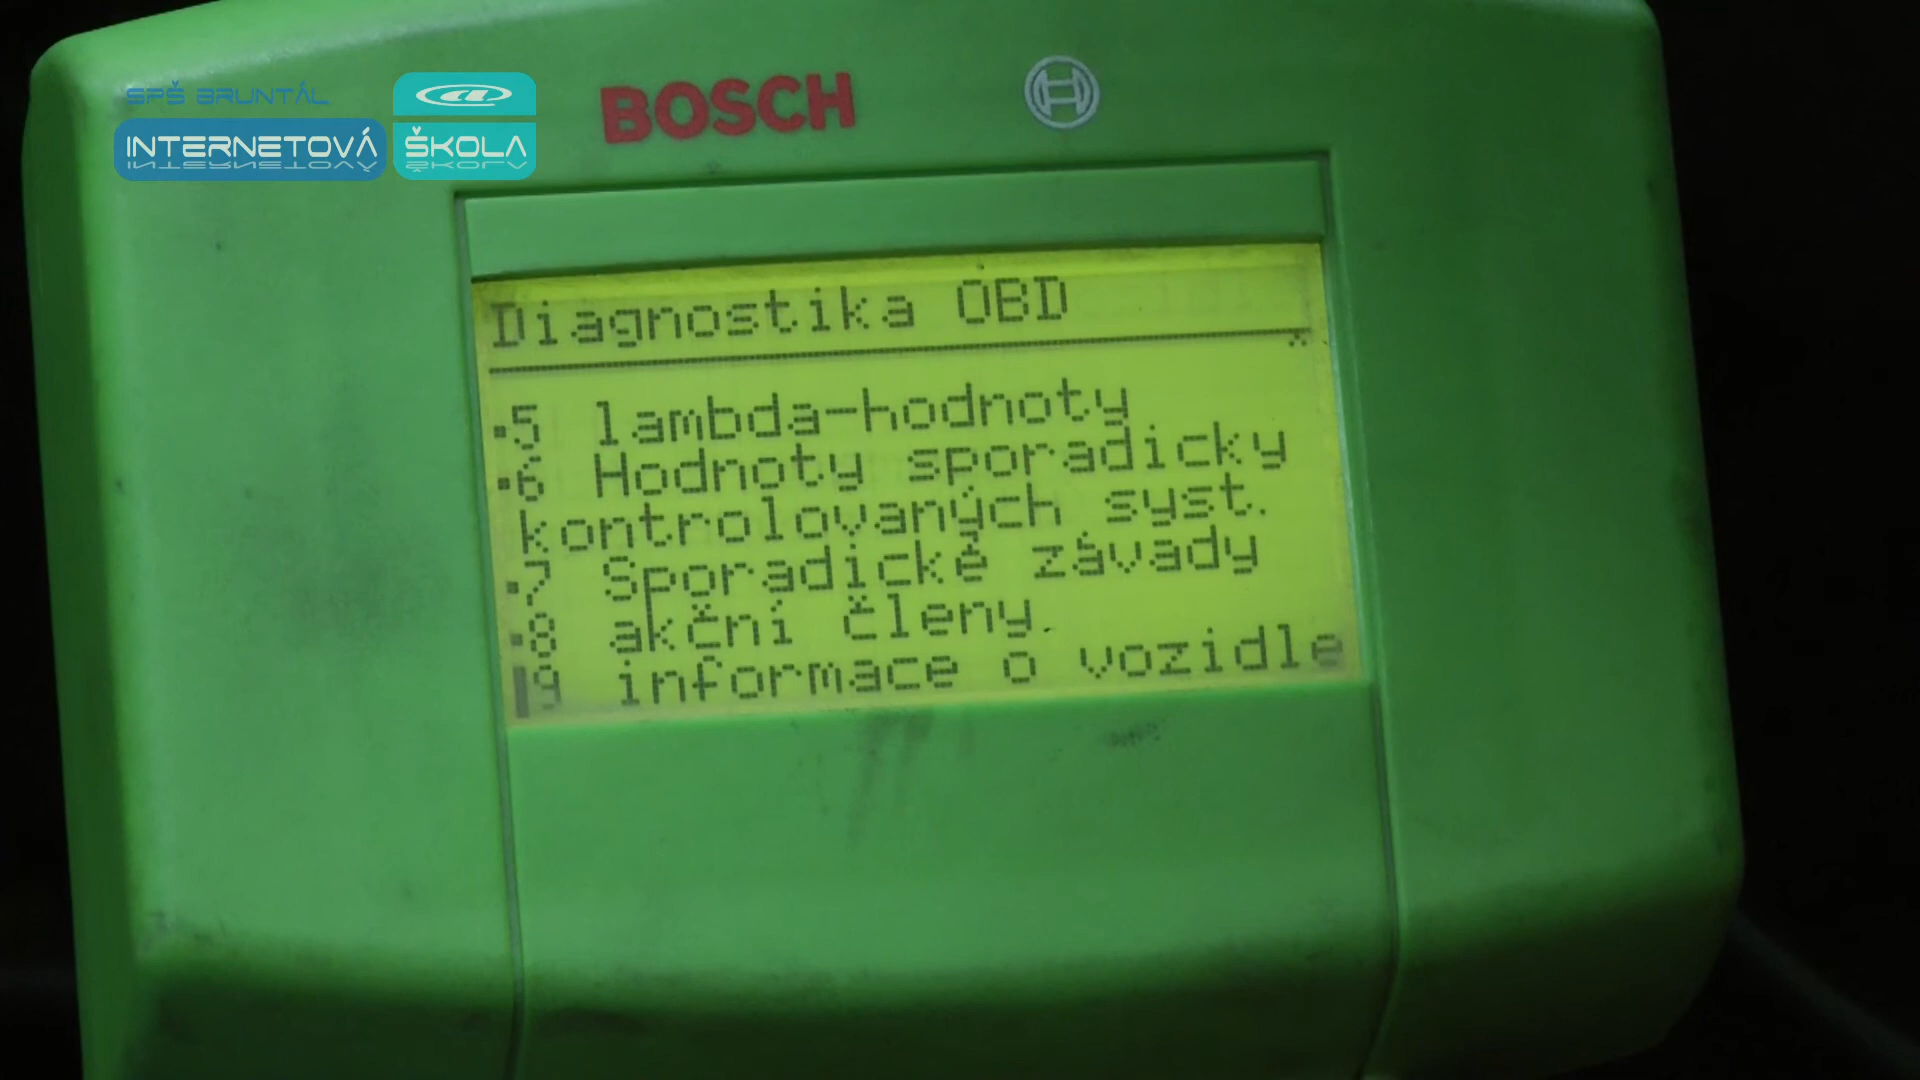 SPŠ BRUNTÁL
INTERNETOVÁ ŠKOLA
BOSCH
Diagnostika OBD
5 lambda-hodnoty
6 Hodnoty sporadicky
kontrolovaných syst.
7 Sporadické závady
8 akční členy
9 informace o vozidle